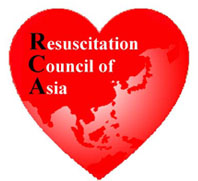 Resuscitation
Council of
Asia